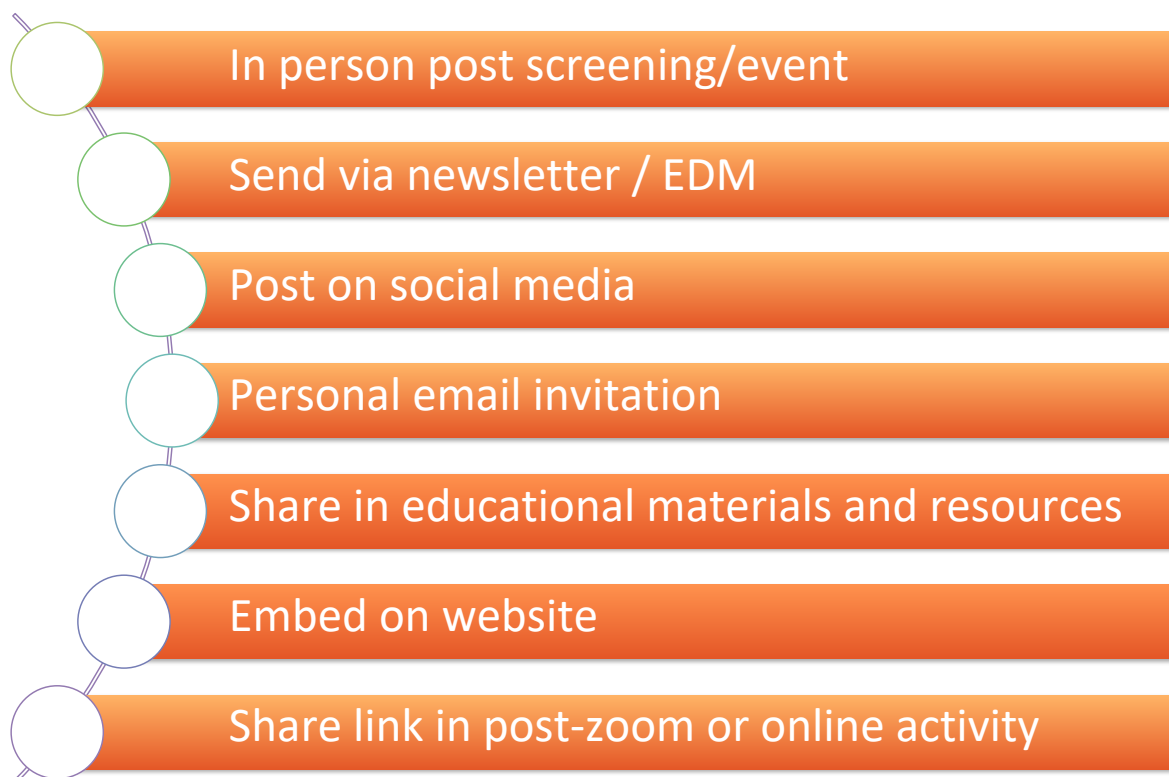 In person post screening/event
Send via newsletter / EDM
Post on social media
Personal email invitation
Share in educational materials and resources
Embed on website
Share link in post-zoom or online activity